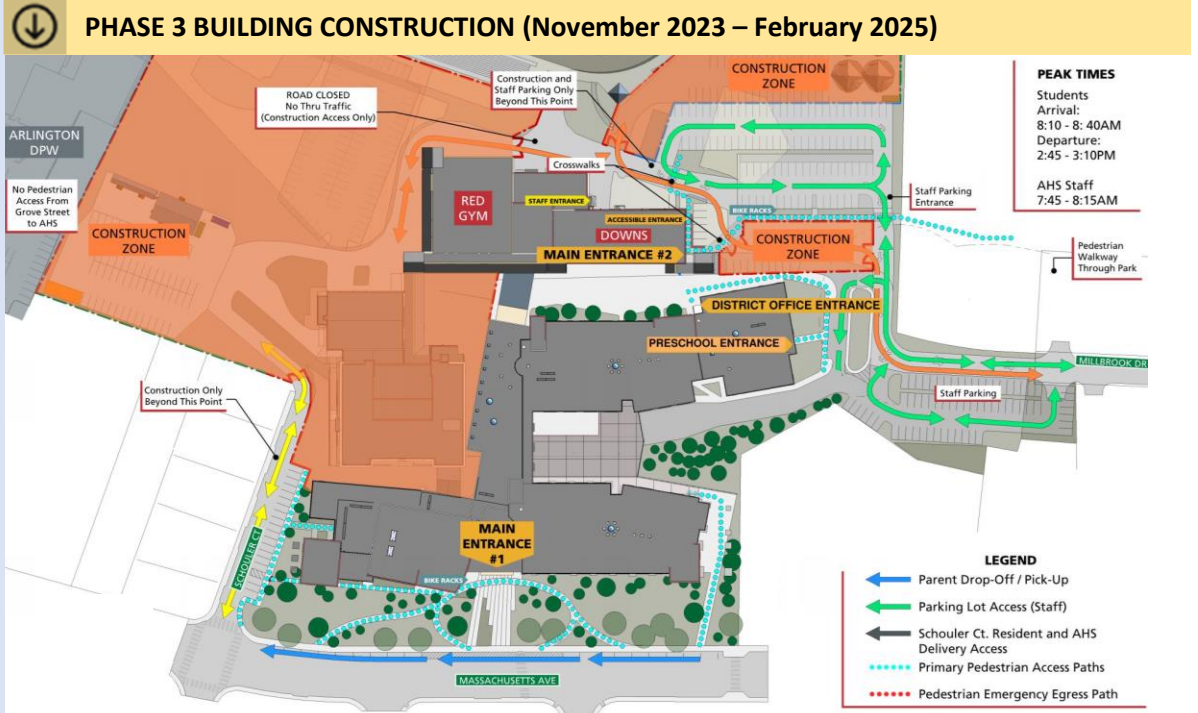 PHASE 3 BUILDING CONSTRUCTION (November 2023 – February 2025)
ROAD CLOSED
No Thru Traffic
(Construction Access Only)
Construction and
Staff Parking Only
Beyond This Point
CONSTRUCTION
ZONE
PEAK TIMES
Students
Arrival:
8:10 - 8: 40AM
Departure:
2:45 - 3:10PM
AHS Staff
7:45 - 8:15AM
ARLINGTON
DPW
No Pedestrian
Access From
Grove Street
to AHS
CONSTRUCTION
ZONE
Crosswalks
RED
GYM
STAFF ENTRANCE
ACCESSIBLE ENTRANCE
DOWNS
MAIN ENTRANCE #2
BIKE RACKS
CONSTRUCTION
ZONE
Staff Parking
Entrance
Pedestrian
Walkway
Through Park
DISTRICT OFFICE ENTRANCE
PRESCHOOL ENTRANCE
MILLBROOK DR
Staff Parking
Construction Only
Beyond This Point
SCHOULER CT
MAIN
ENTRANCE
#1
BIKE RACKS
MASSACHUSETTS AVE
LEGEND
Parent Drop-Off / Pick-Up
Parking Lot Access (Staff)
Schouler Ct. Resident and AHS
Delivery Access
Primary Pedestrian Access Paths
Pedestrian Emergency Egress Path